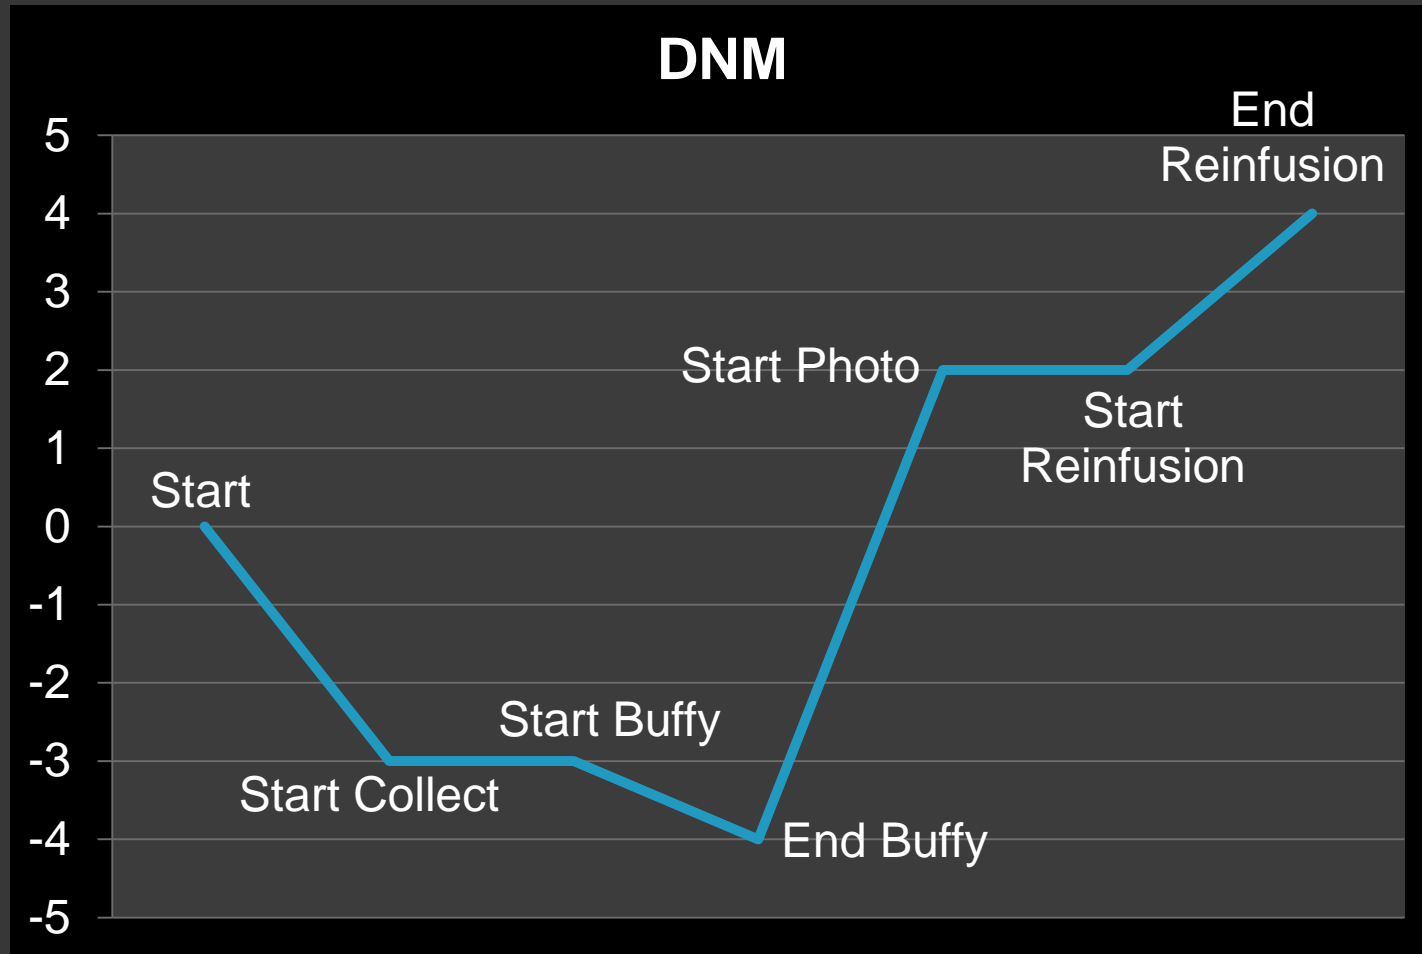 DNM
End
Reinfusion
5
4
3
2
1
0
-1
-2
-3
-4
-5
Start Photo
Start
Reinfusion
Start
Start Buffy
Start Collect
End Buffy